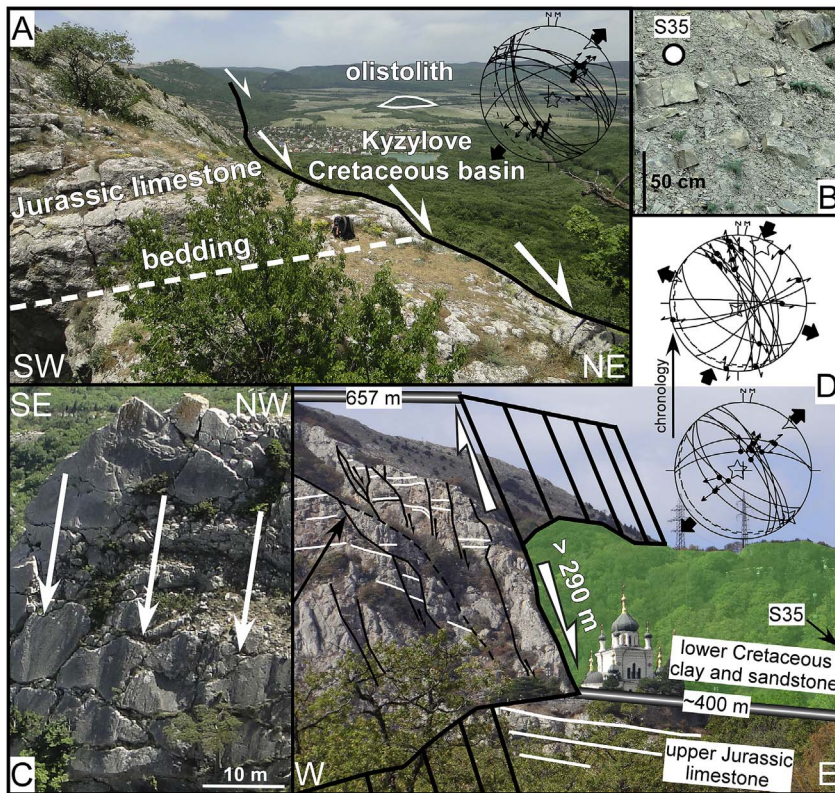 A
N M
olistolith
Kyzylove
Cretaceous basin
Jurassic limestone
bedding
SW
NE
S35
50 cm
B
N M
chronology
D
N M
SE
NW
10 m
C
657 m
> 290 m
S35
lower Cretaceous
clay and sandstone
~400 m
upper Jurassic
limestone
W
E